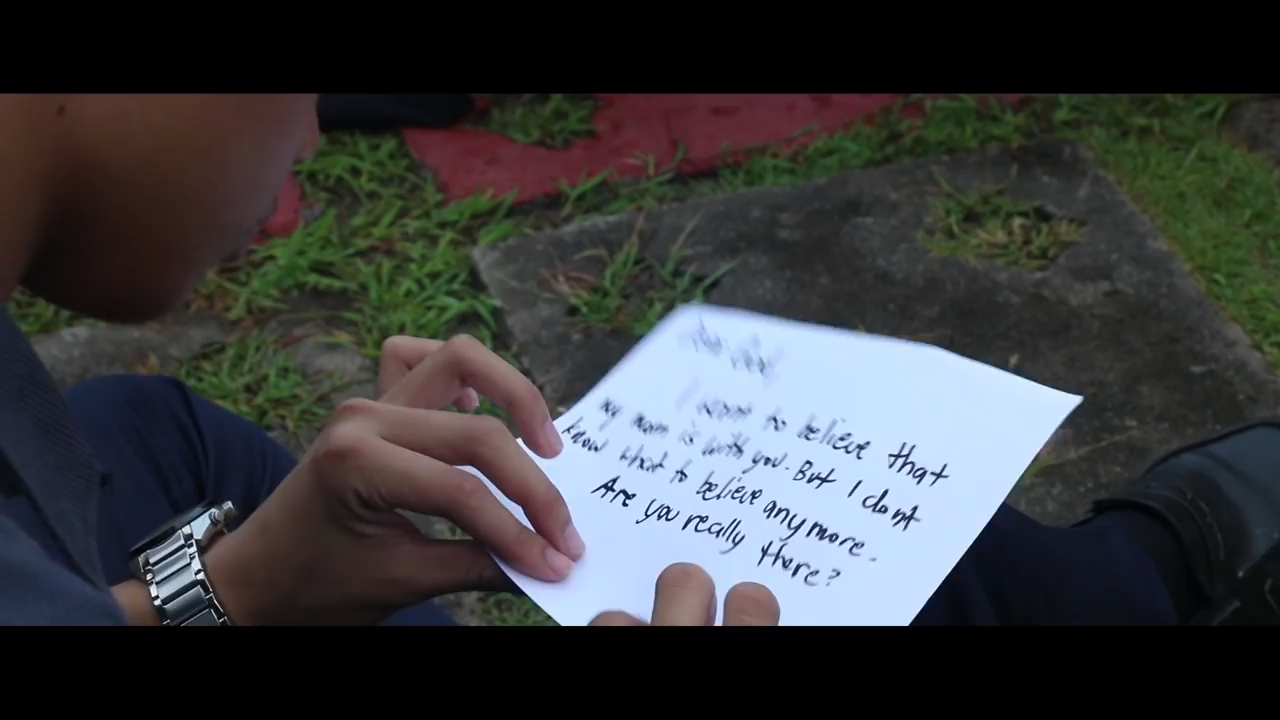 I want to believe that
my mom is with you. But I dont
know what to believe anymore.
Are you really there?